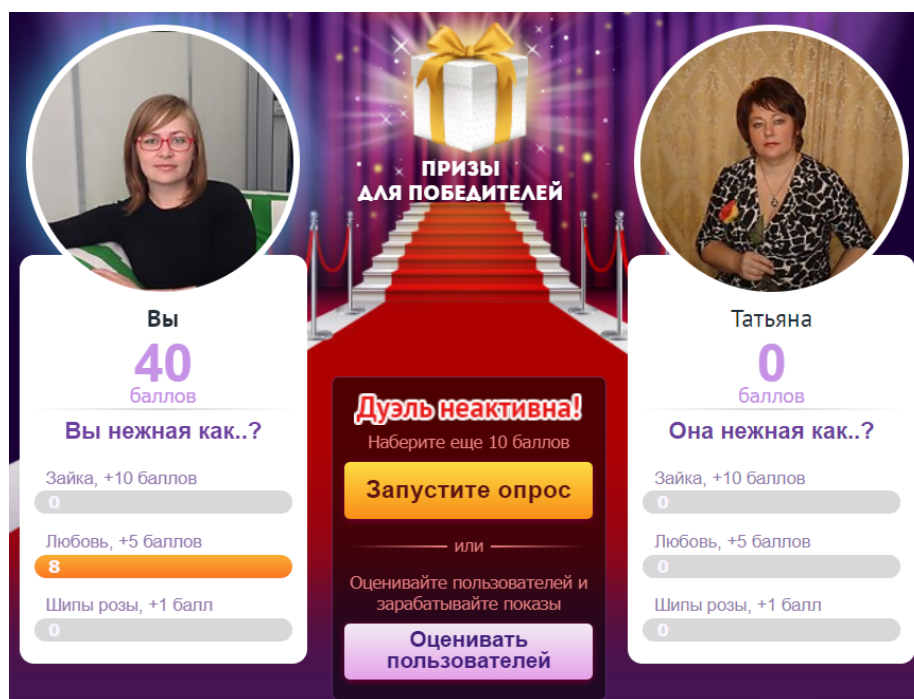 ПРИЗЫ
ДЛЯ ПОБЕДИТЕЛЕЙ
Вы
40
баллов
Вы нежная как..?
Зайка, +10 баллов
0
Любовь, +5 баллов
8
Шипы розы, +1 балл
0
Дуэль неактивна!
Наберите еще 10 баллов
Запустите опрос
или
Оценивайте пользователей и
зарабатывайте показы
Оценивать
пользователей
Татьяна
0
баллов
Она нежная как..?
Зайка, +10 баллов
0
Любовь, +5 баллов
0
Шипы розы, +1 балл
0